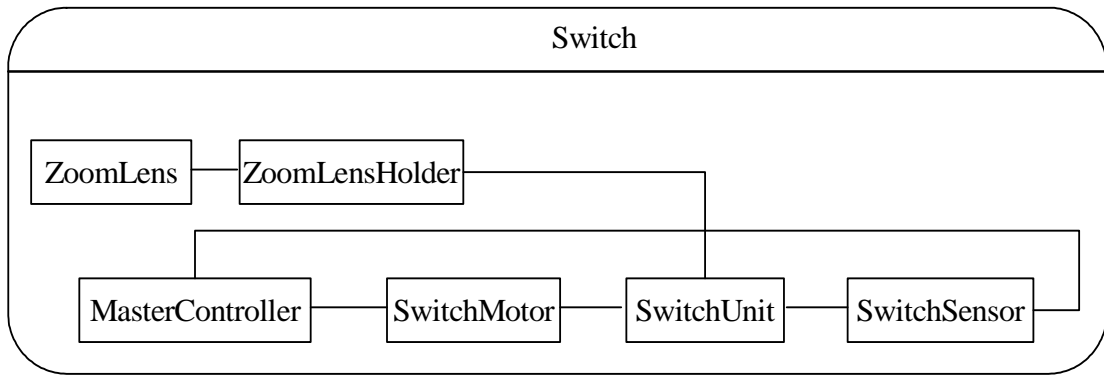 Switch
ZoomLens
ZoomLensHolder
MasterController
SwitchMotor
SwitchUnit
SwitchSensor